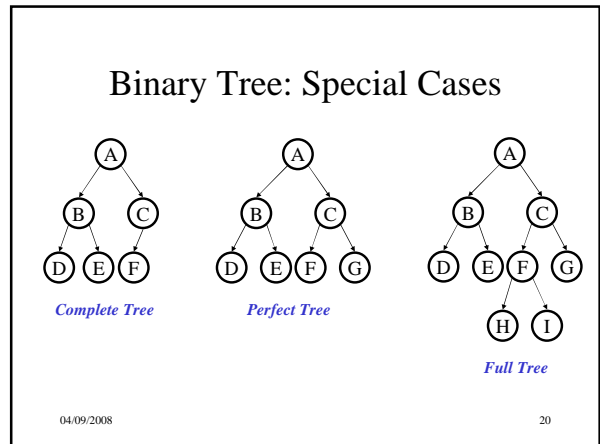 Binary Tree: Special Cases
A A A
B C B C B C
D E F D E F G D E F G
Complete Tree Perfect Tree
H I
Full Tree
04/09/2008 20